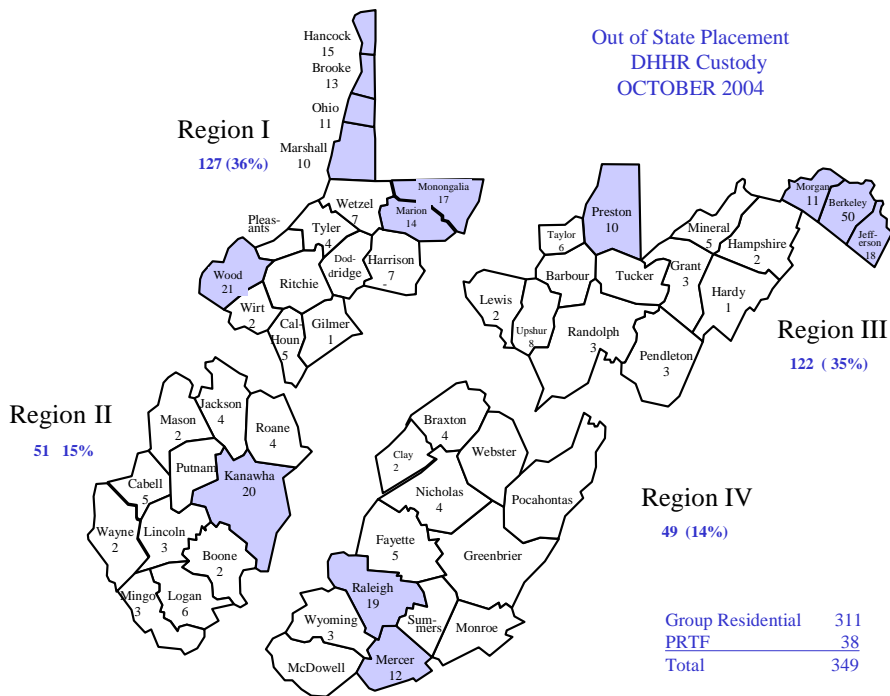 Out of State Placement
DHHR Custody
OCTOBER 2004
Region I
127 (36%)
Hancock
15
Brooke
13
Ohio
11
Marshall
10
Wetzel
7
Monongalia
17
Marion
14
Pleas-
ants
Tyler
4
Dod-
dridge
Harrison
7
-
Wood
21
Ritchie
Wirt
2
Cal-
Houn
5
Gilmer
1
Region III
122 ( 35%)
Preston
10
Taylor
6
Barbour
Tucker
Lewis
2
Upshur
8
Randolph
3
Pendleton
3
Grant
3
Mineral
5
Hampshire
2
Hardy
1
Morgan
11
Berkeley
50
Jeff-
erson
18
Region II
51 15%
Mason
2
Jackson
4
Roane
4
Putnam
Kanawha
20
Cabell
5
Wayne
2
Lincoln
3
Boone
2
Mingo
3
Logan
6
Region IV
49 (14%)
Braxton
4
Clay
2
Webster
Nicholas
4
Pocahontas
Fayette
5
Greenbrier
Raleigh
19
Sum-
mers
Monroe
Wyoming
3
McDowell
Mercer
12
Group Residential 311
PRTF 38
Total 349